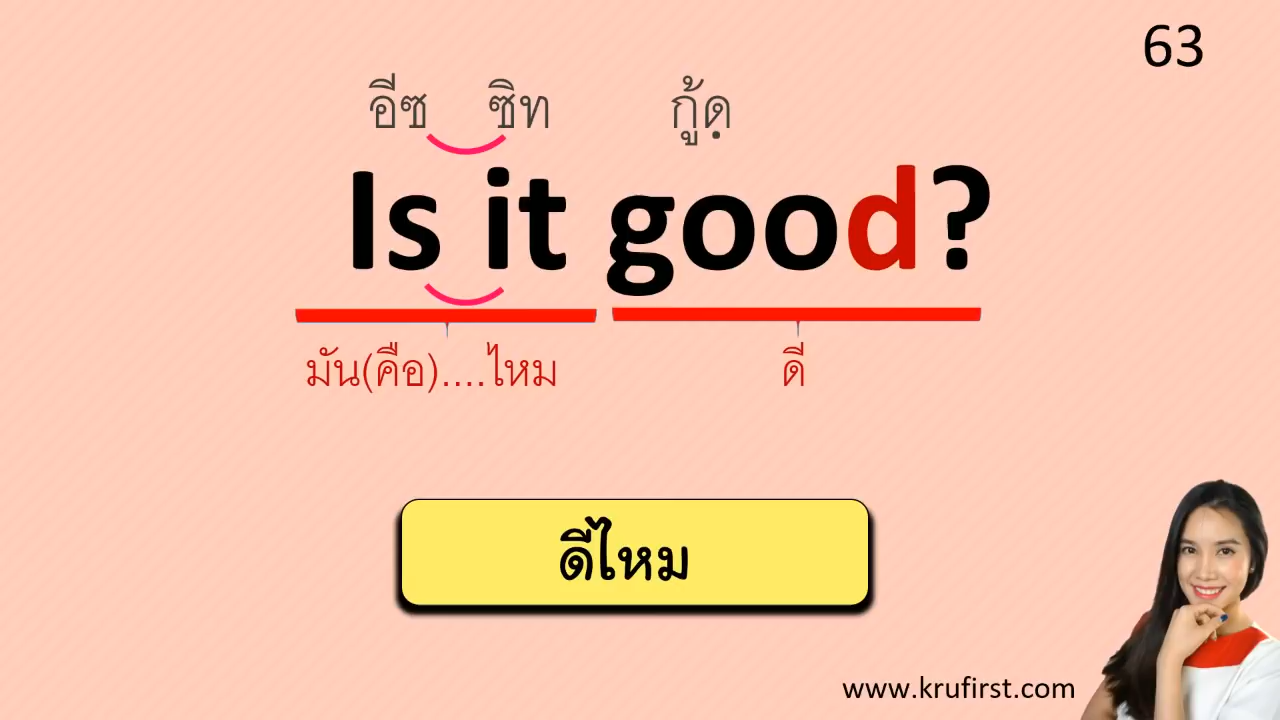 63
อีซ ซิท กู้ดฺ
Is it good?
มัน(คือ)....ไหม ดี
ดีไหม
www.krufirst.com